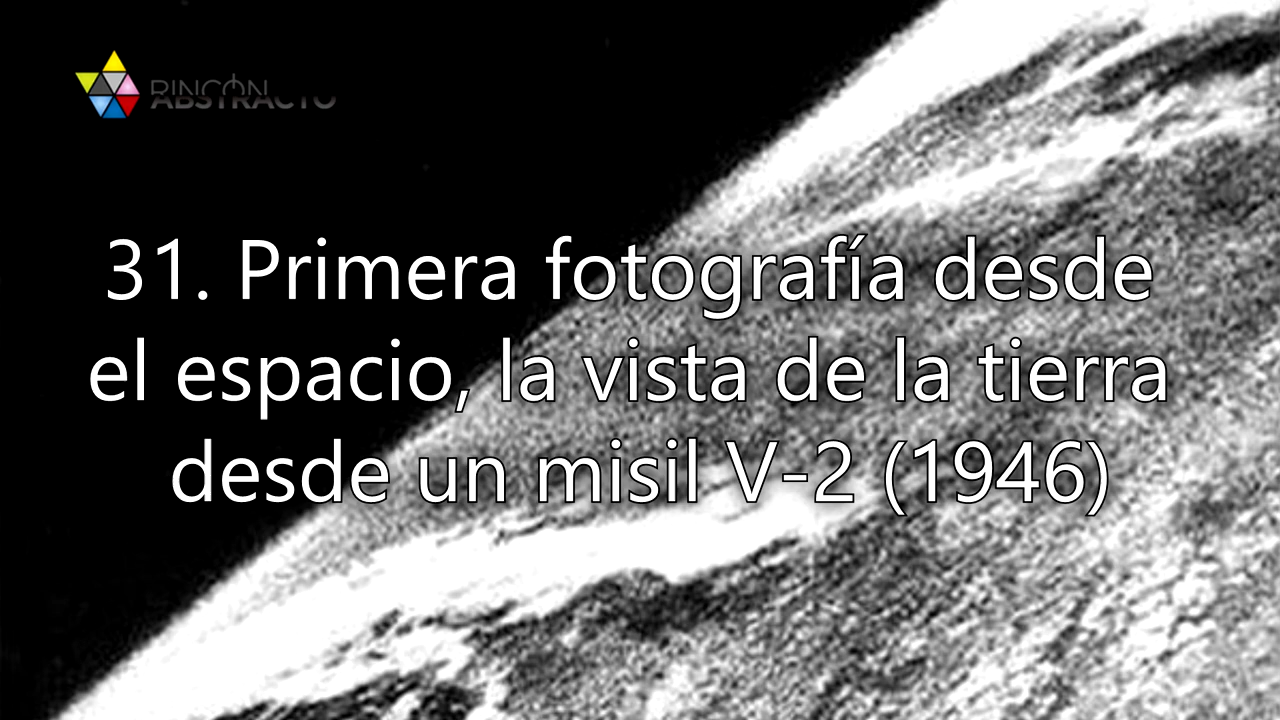 RINCÓN
ABSTRACTO
31. Primera fotografía desde
el espacio, la vista de la tierra
desde un misil V-2 (1946)